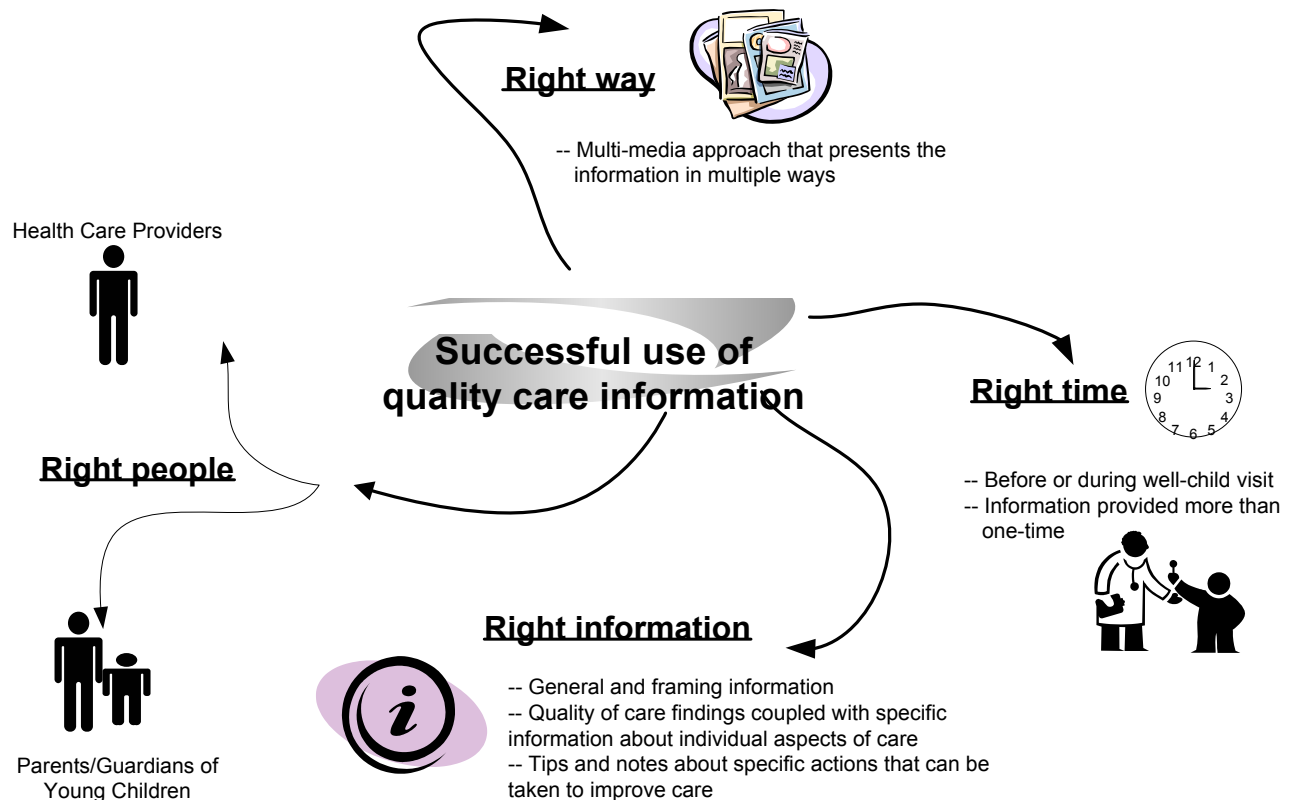 Right way
-- Multi-media approach that presents the
information in multiple ways
Health Care Providers
Successful use of
quality care information
Right time
12
1
2
3
4
5
6
7
8
9
10
11
-- Before or during well-child visit
-- Information provided more than
one-time
Right people
Right information
i
-- General and framing information
-- Quality of care findings coupled with specific
information about individual aspects of care
-- Tips and notes about specific actions that can be
taken to improve care
Parents/Guardians of
Young Children